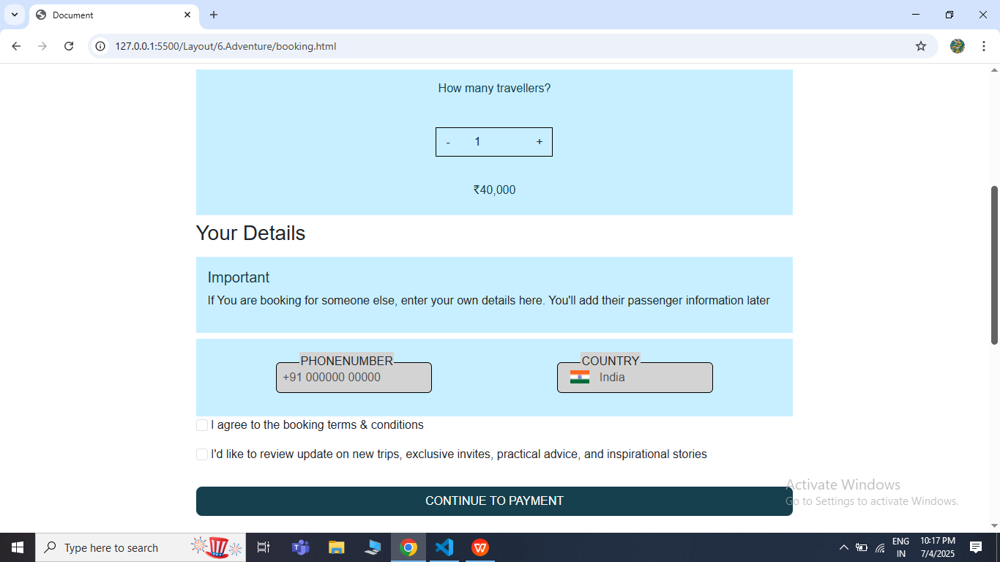 Document
127.0.0.1:5500/Layout/6.Adventure/booking.html
How many travellers?
- 1 +
₹40,000
Your Details
Important
If You are booking for someone else, enter your own details here. You'll add their passenger information later
PHONENUMBER COUNTRY
+91 000000 00000 India
I agree to the booking terms & conditions
I'd like to review update on new trips, exclusive invites, practical advice, and inspirational stories
Activate Windows
CONTINUE TO PAYMENT
Go to Settings to activate Windows.
Type here to search
ENG 10:17 PM
IN 7/4/2025